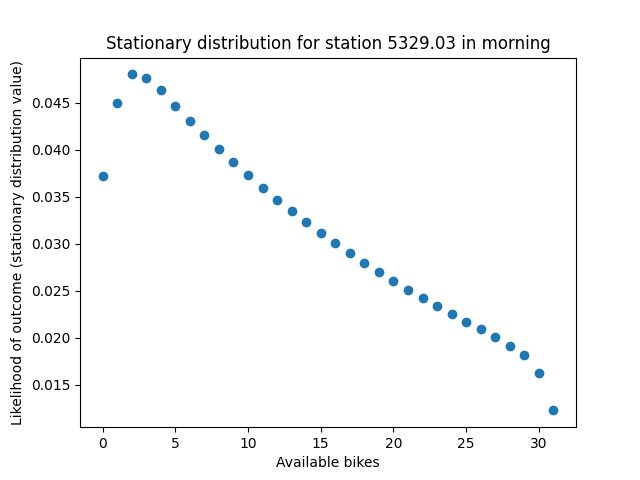 Stationary distribution for station 5329.03 in morning
Likelihood of outcome (stationary distribution value)
0.045
0.040
0.035
0.030
0.025
0.020
0.015
0 5 10 15 20 25 30
Available bikes